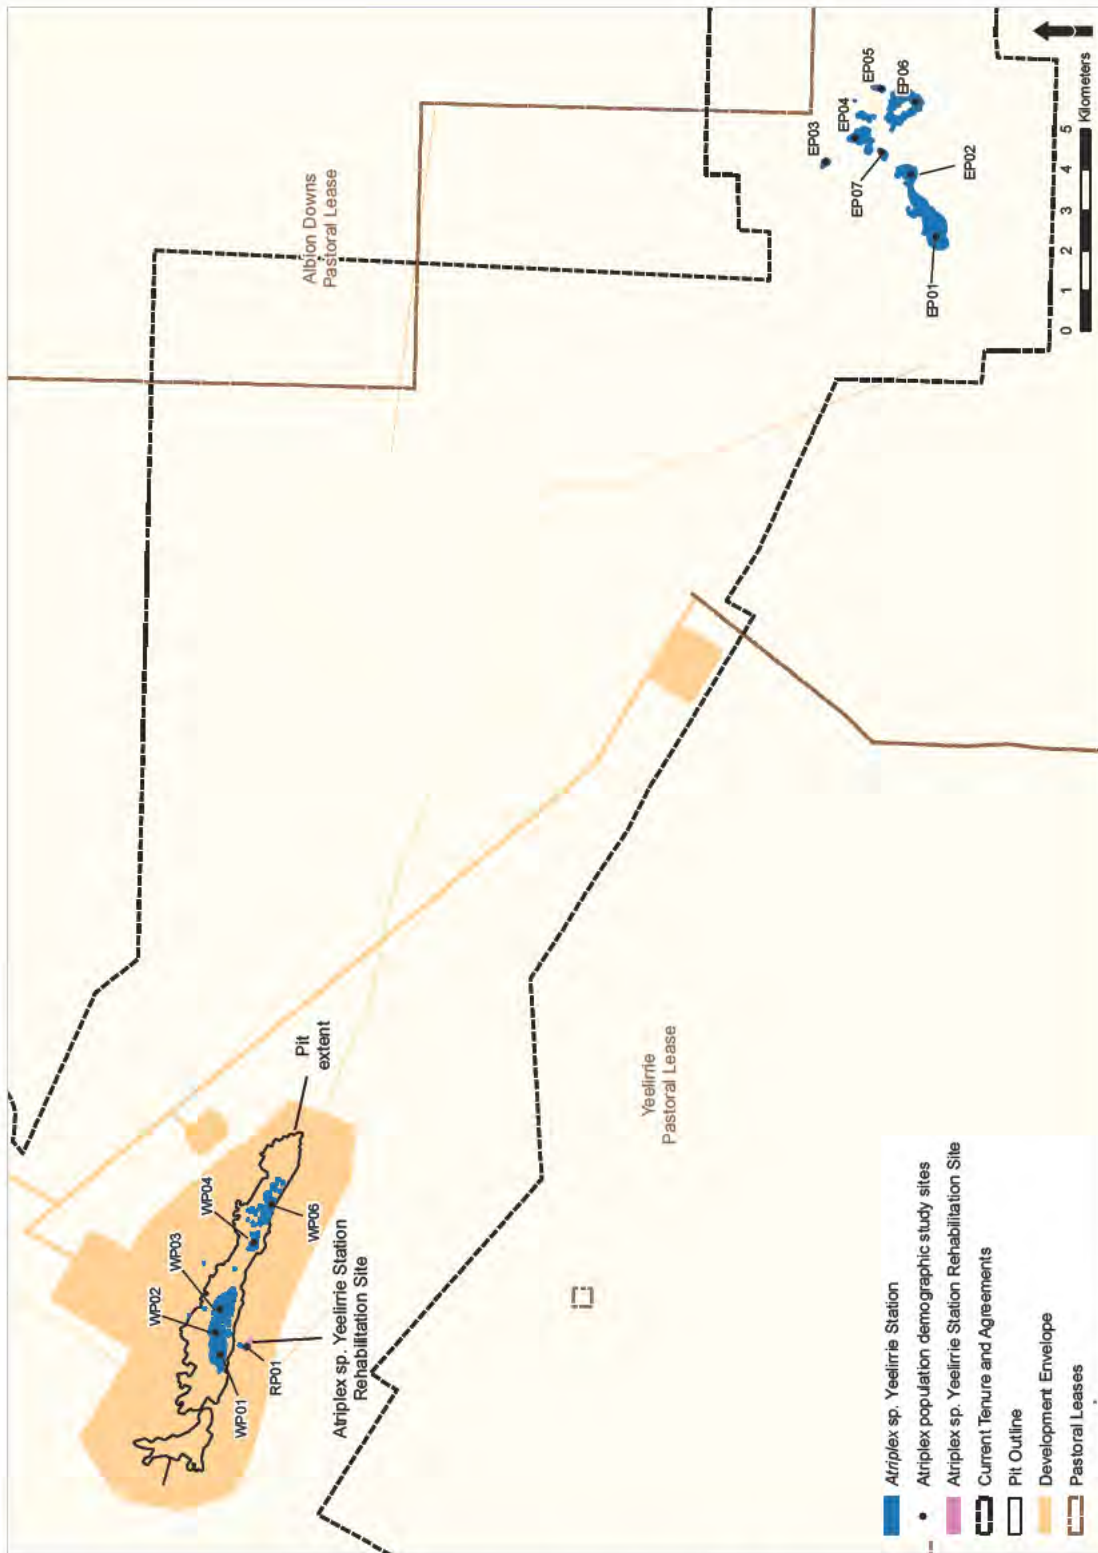 Albion Downs
Pastoral Lease
EP03
EP04
EP05
EP06
EP07
EP02
EP01
0 1 2 3 4 5
Kilometers
Pit
extent
WP04
WP03
WP02
WP06
WP01
RP01
Atriplex sp. Yeelirrie Station
Rehabilitation Site
Yeelirrie
Pastoral Lease
Atriplex sp. Yeelirrie Station
Atriplex population demographic study sites
Atriplex sp. Yeelirrie Station Rehabilitation Site
Current Tenure and Agreements
Pit Outline
Development Envelope
Pastoral Leases